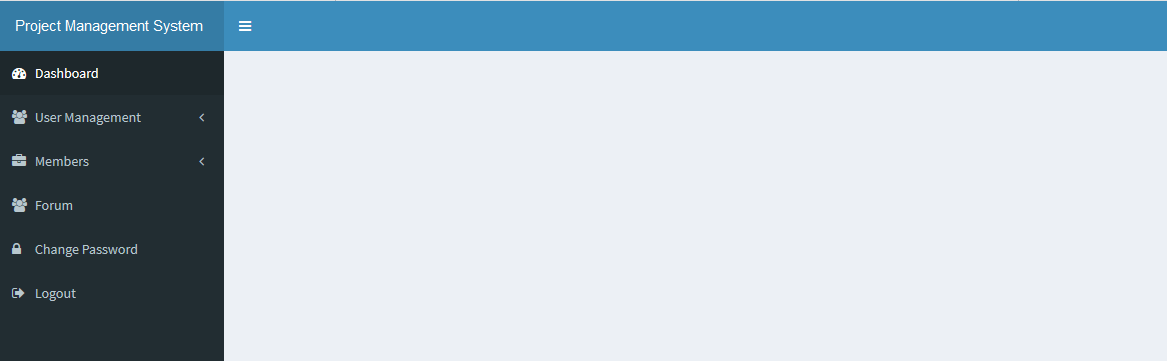 Project Management System
Dashboard
User Management
Members
Forum
Change Password
Logout